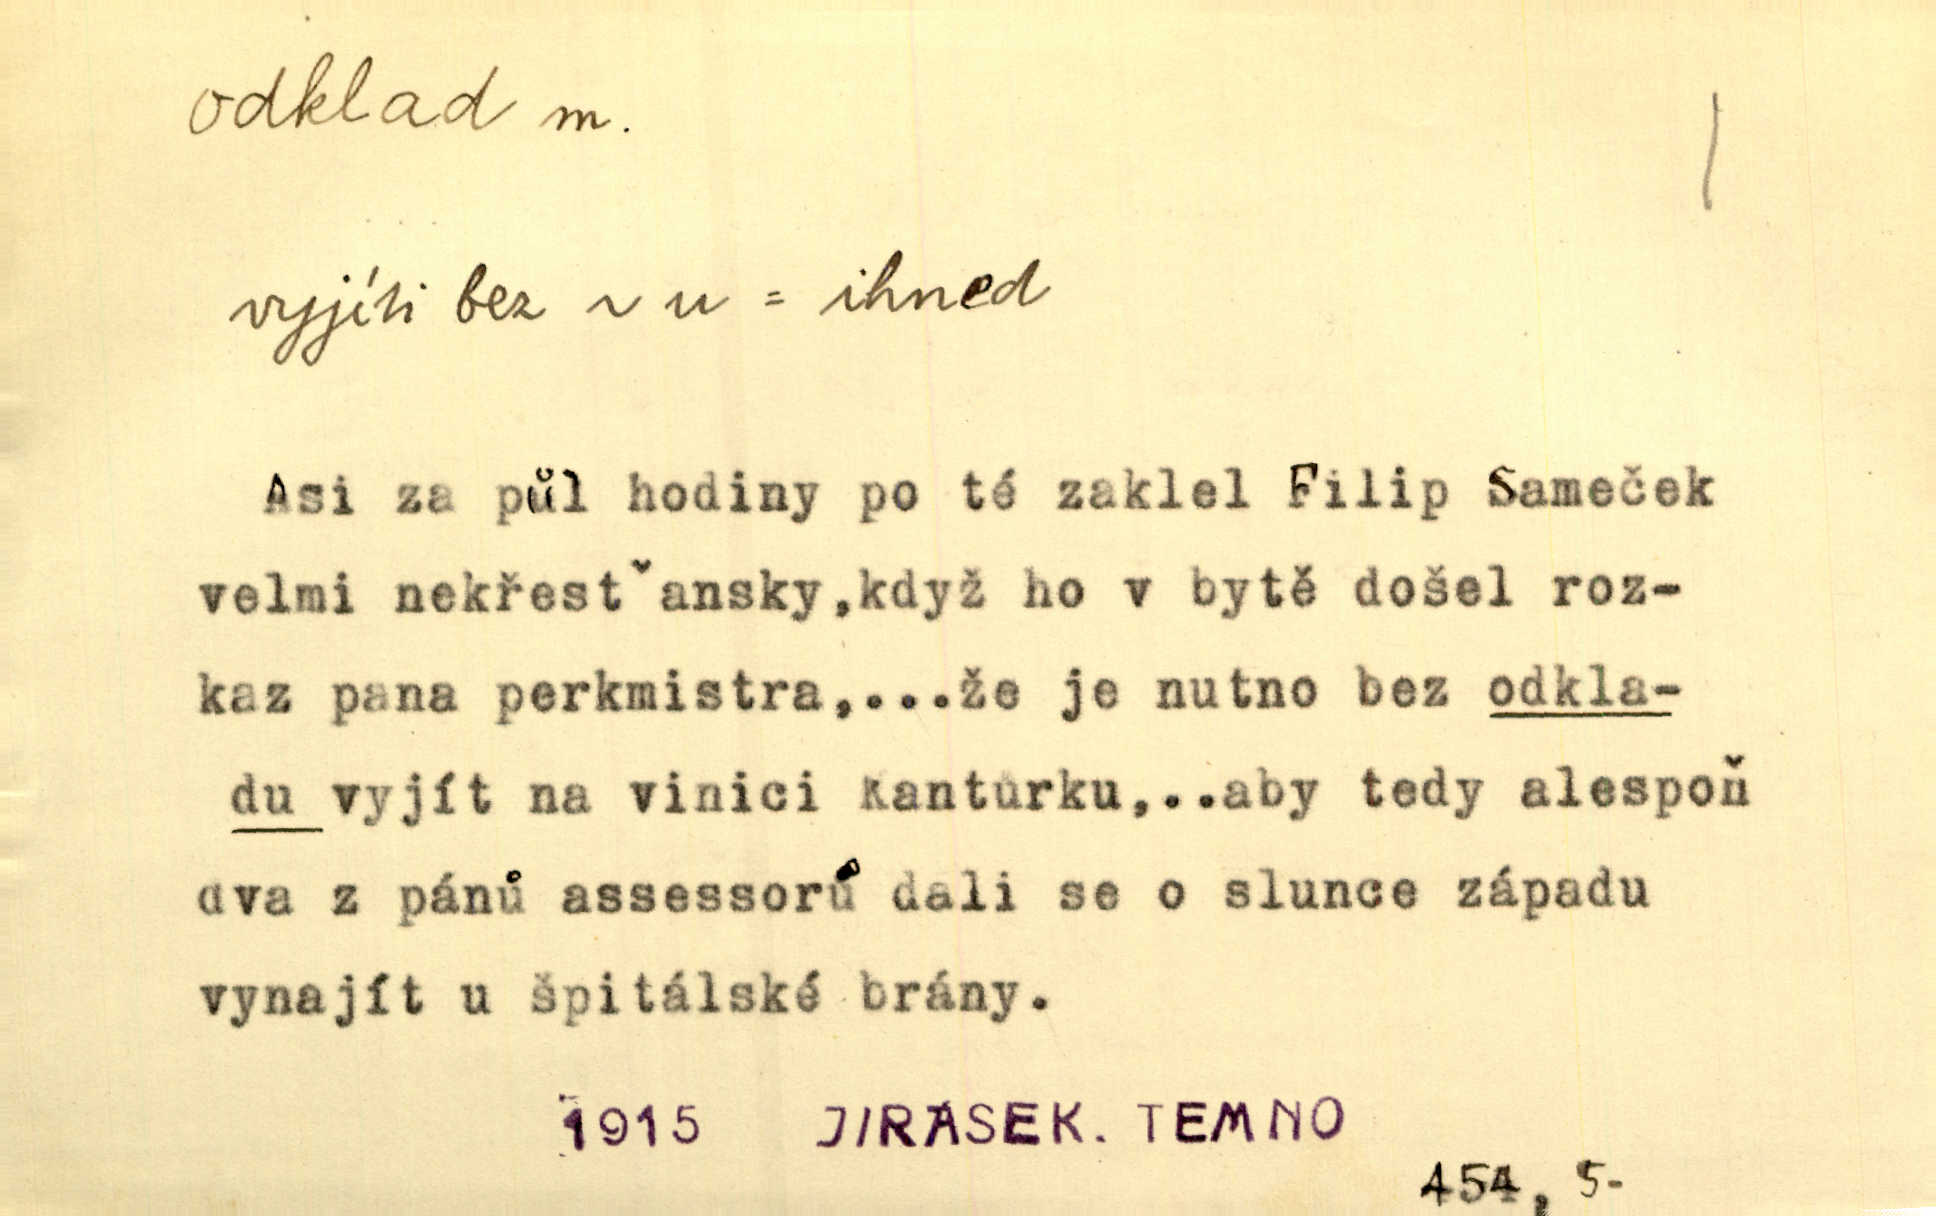 odklad m.
vyjíti bez ~ u = ihned
Asi za půl hodiny po té zaklel Filip Sameček
velmi nekřesťansky,když ho v bytě došel roz-
kaz pana perkmistra,...že je nutno bez odkla-
du vyjít na vinici Kanturku,..aby tedy alespoň
dva z pánů assessorů dali se o slunce západu
vynajít u špitálské brány.
1915 JIRÁSEK. TEMNO
454, 5-